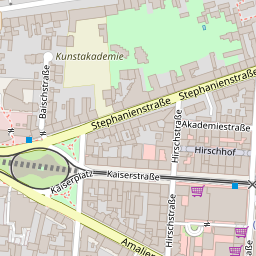 Kunstakademie
Baischstraße
Stephanienstraße
Stephanienstraße
Akademiestraße
Hirschstraße
Hirschhof
Kaiserplatz
Kaiserstraße
Hirschstraße
Amalien